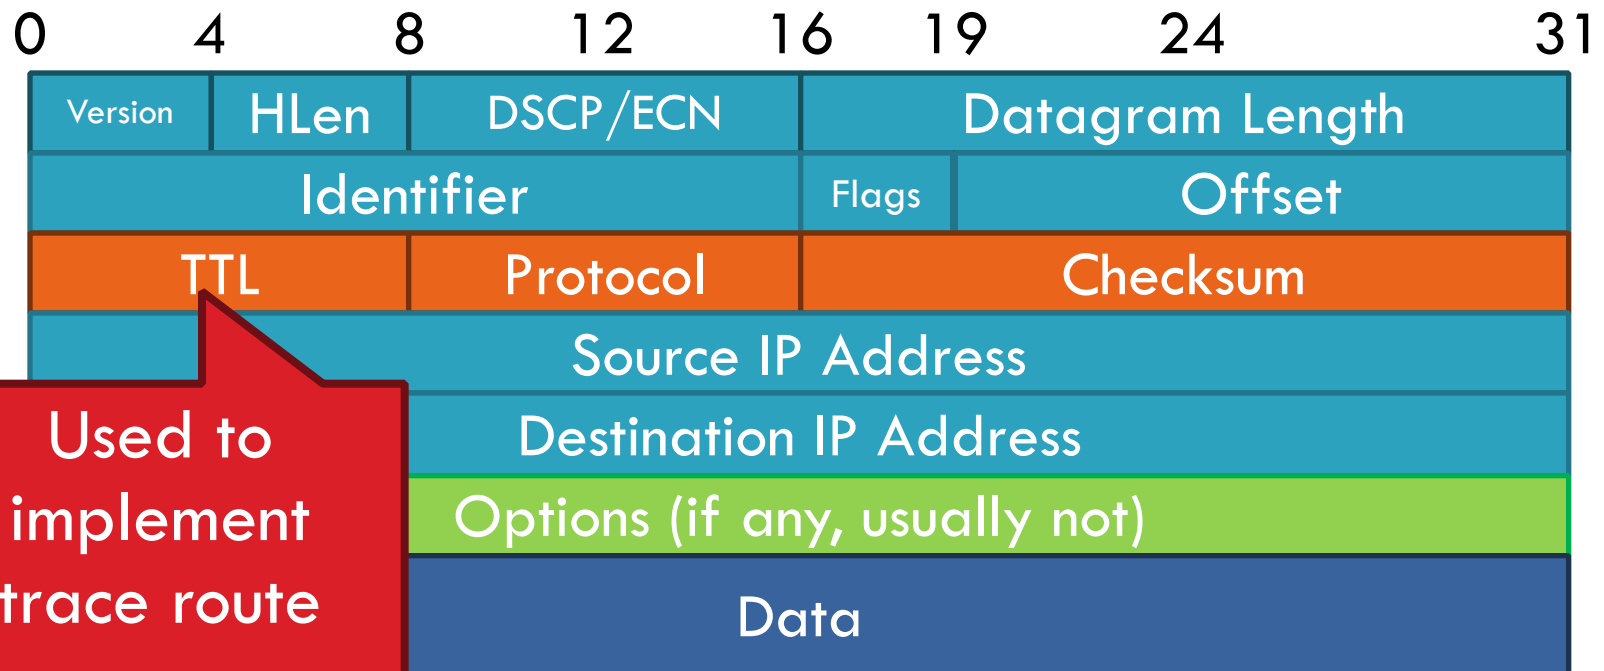 0 4 8 12 16 19 24 31
Version HLen DSCP/ECN Datagram Length
Identifier Flags Offset
TTL Protocol Checksum
Source IP Address
Destination IP Address
Options (if any, usually not)
Data
Used to
implement
trace route